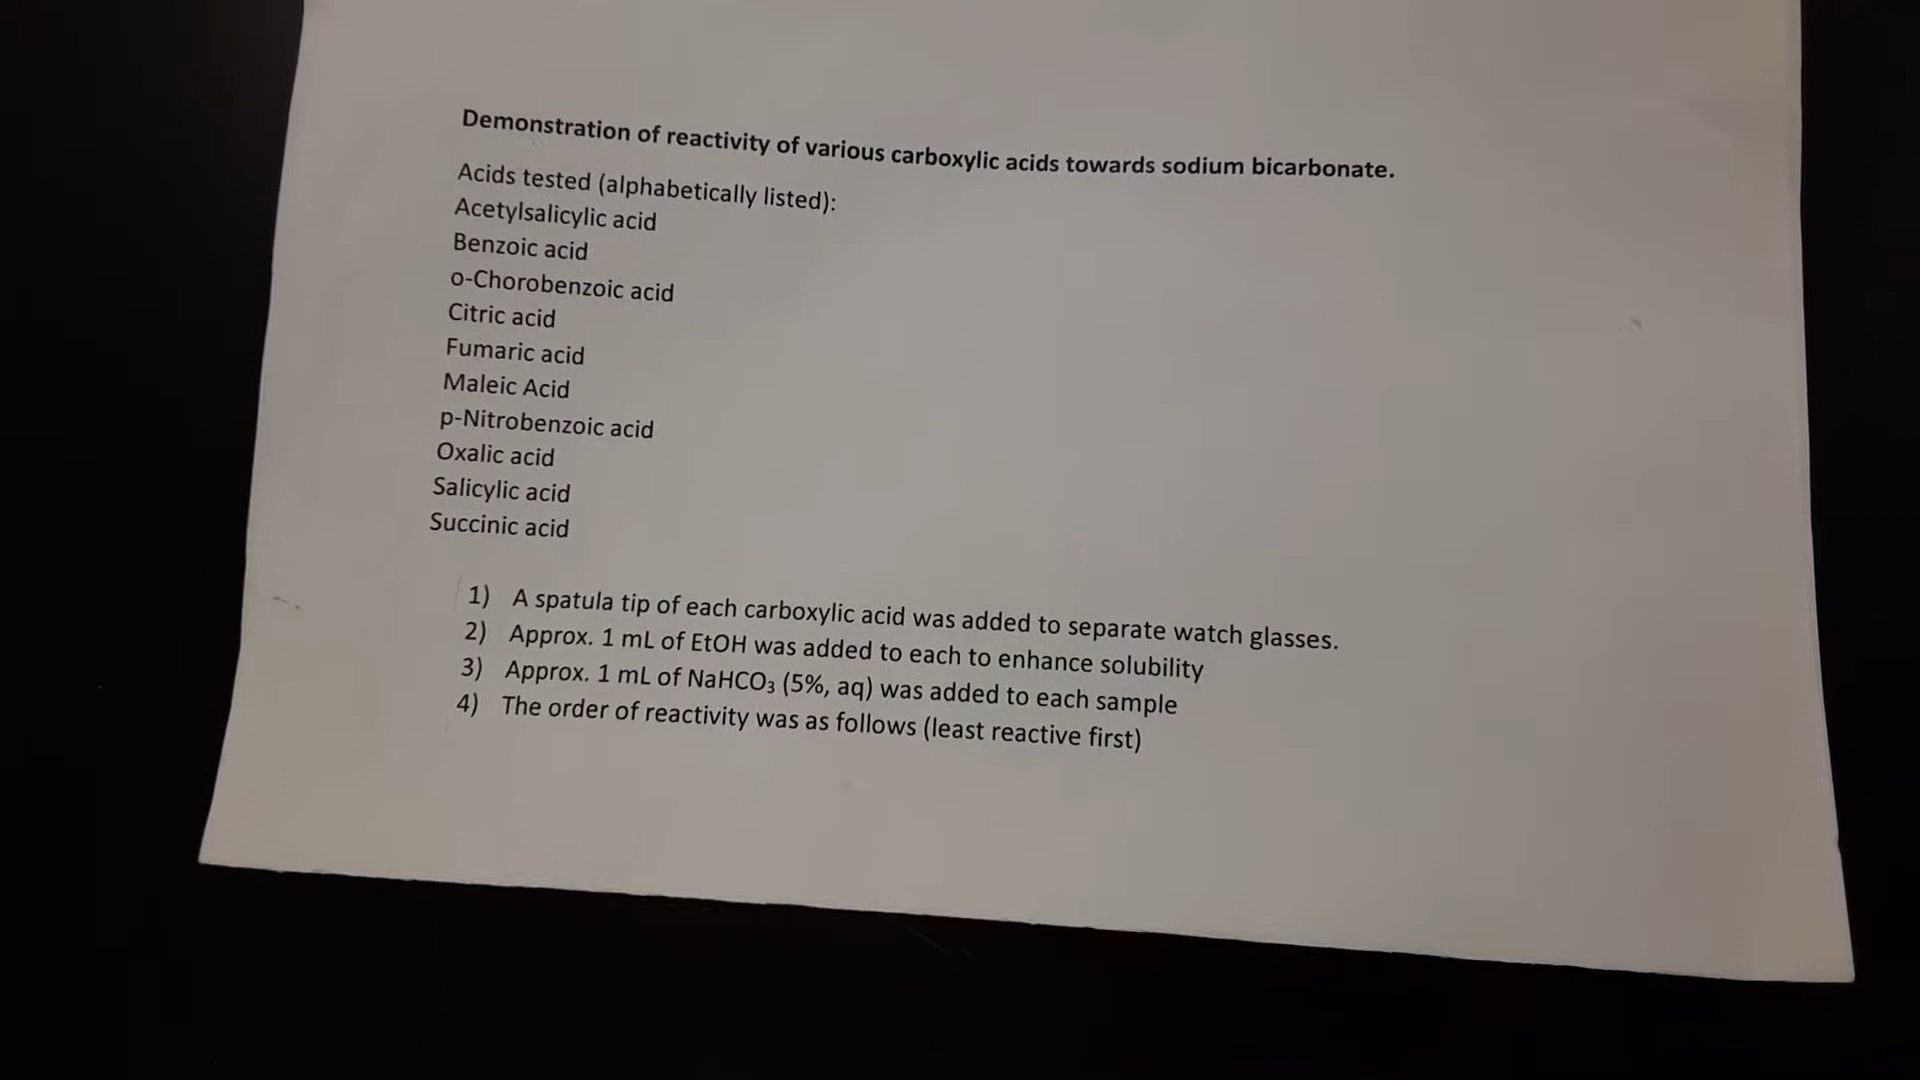 Demonstration of reactivity of various carboxylic acids towards sodium bicarbonate.
Acids tested (alphabetically listed):
Acetylsalicylic acid
Benzoic acid
o-Chorobenzoic acid
Citric acid
Fumaric acid
Maleic Acid
p-Nitrobenzoic acid
Oxalic acid
Salicylic acid
Succinic acid
1) A spatula tip of each carboxylic acid was added to separate watch glasses.
2) Approx. 1 mL of EtOH was added to each to enhance solubility
3) Approx. 1 mL of NaHCO₃ (5%, aq) was added to each sample
4) The order of reactivity was as follows (least reactive first)